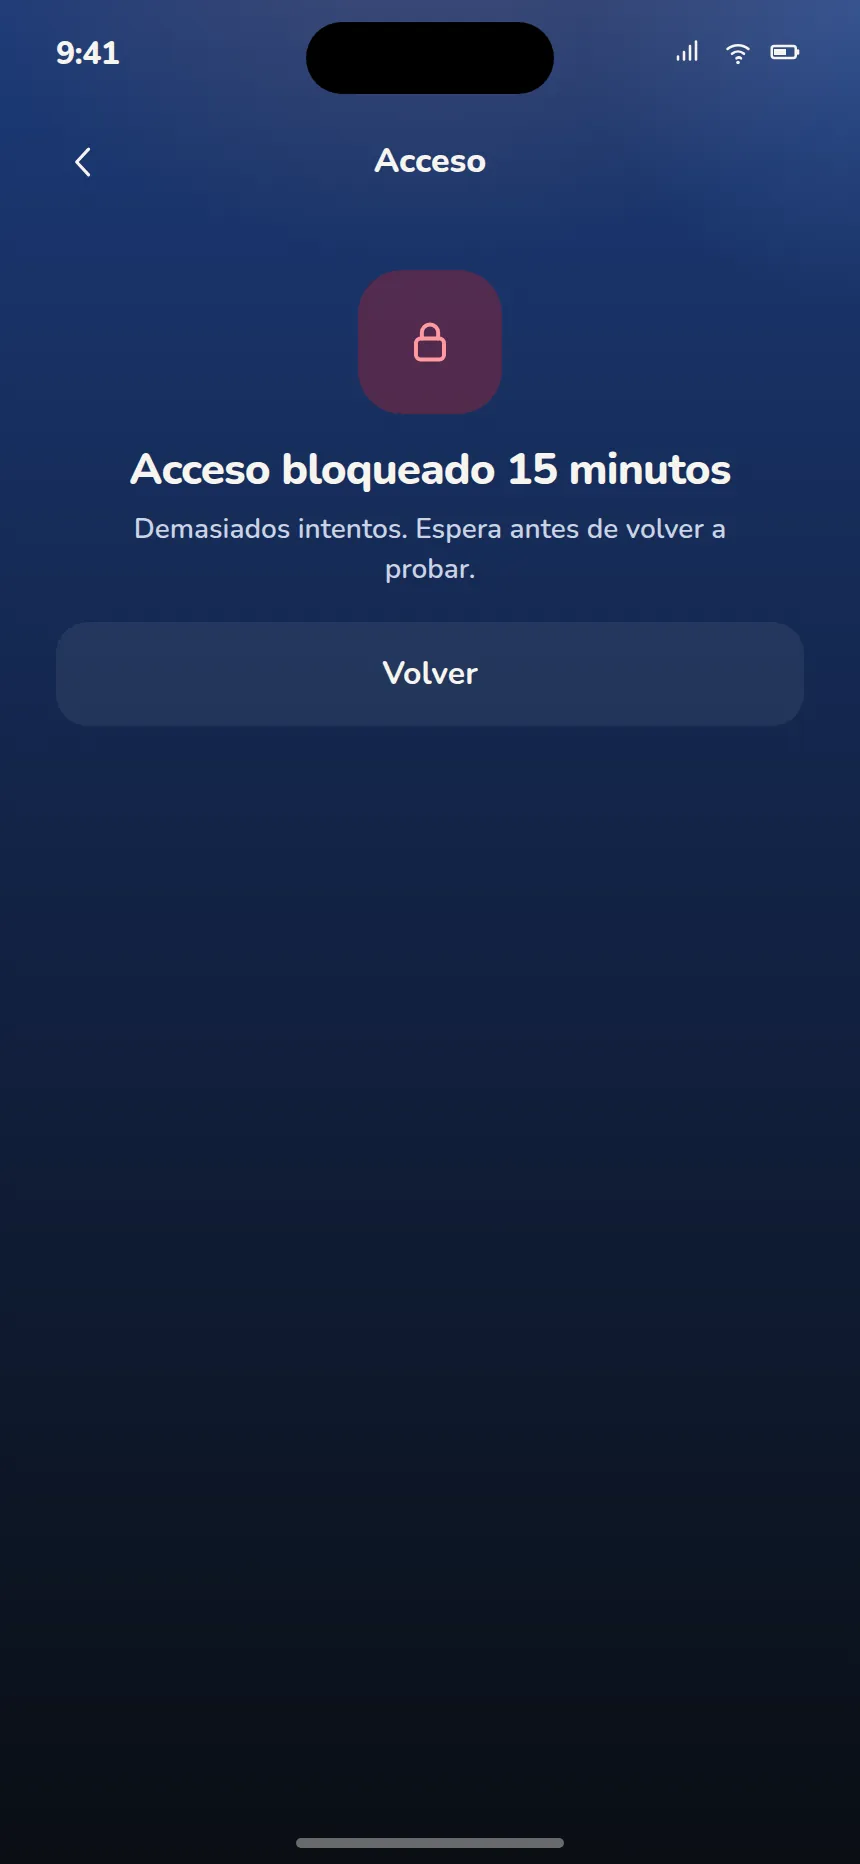 9:41
Acceso
Acceso bloqueado 15 minutos
Demasiados intentos. Espera antes de volver a
probar.
Volver